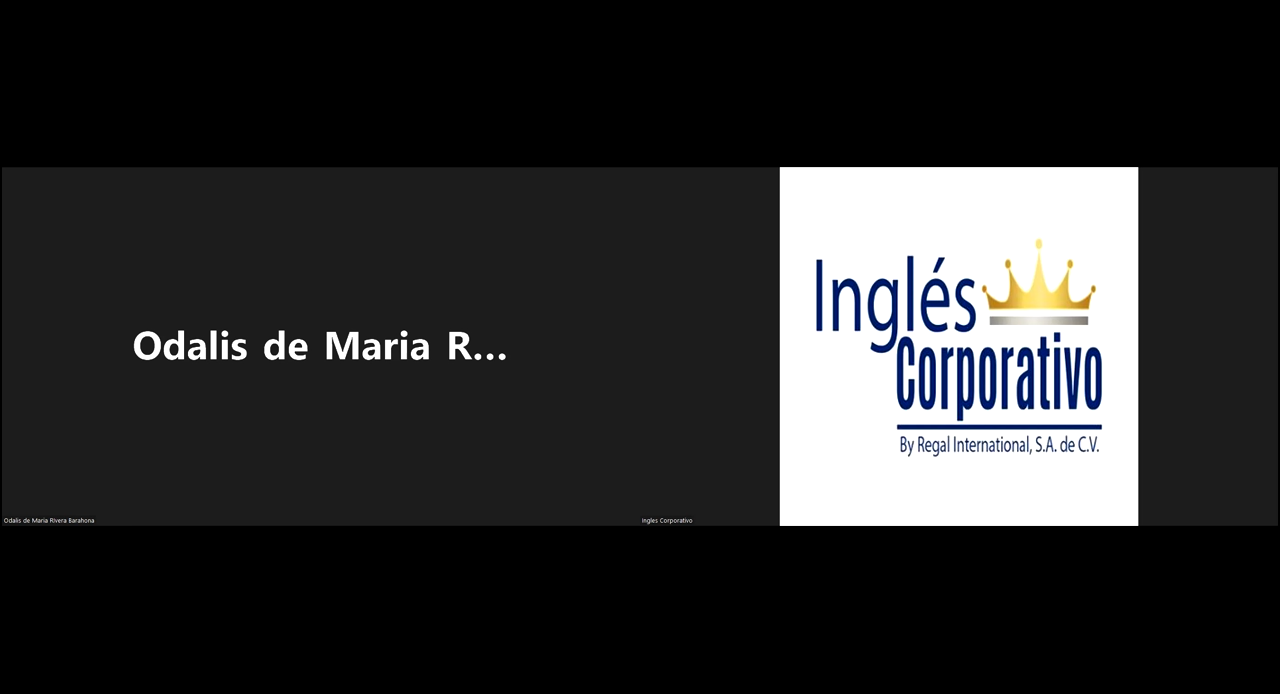 Odalis de Maria R...
Odalis de Maria Rivera Barahona
Inglés
Corporativo
By Regal International, S.A. de C.V.
Ingles Corporativo